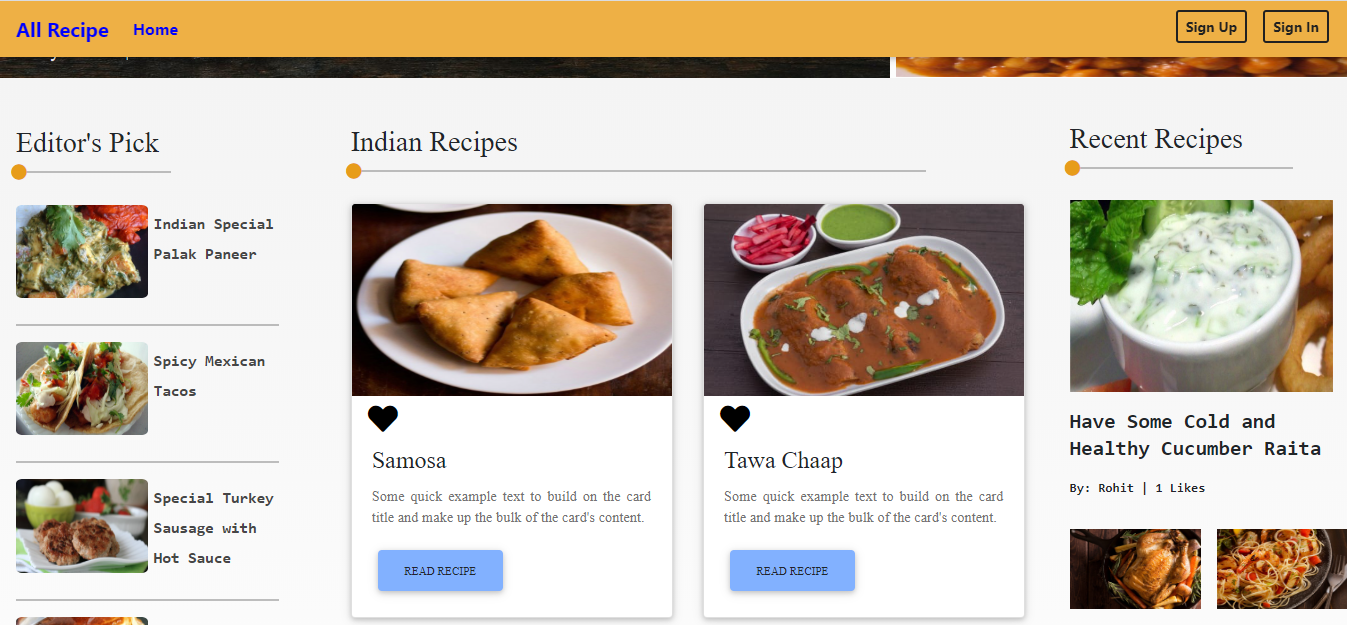 All Recipe Home Sign Up Sign In
Editor's Pick
Indian Special
Palak Paneer
Spicy Mexican
Tacos
Special Turkey
Sausage with
Hot Sauce
Indian Recipes
Samosa
Some quick example text to build on the card
title and make up the bulk of the card's content.
READ RECIPE
Tawa Chaap
Some quick example text to build on the card
title and make up the bulk of the card's content.
READ RECIPE
Recent Recipes
Have Some Cold and
Healthy Cucumber Raita
By: Rohit | 1 Likes